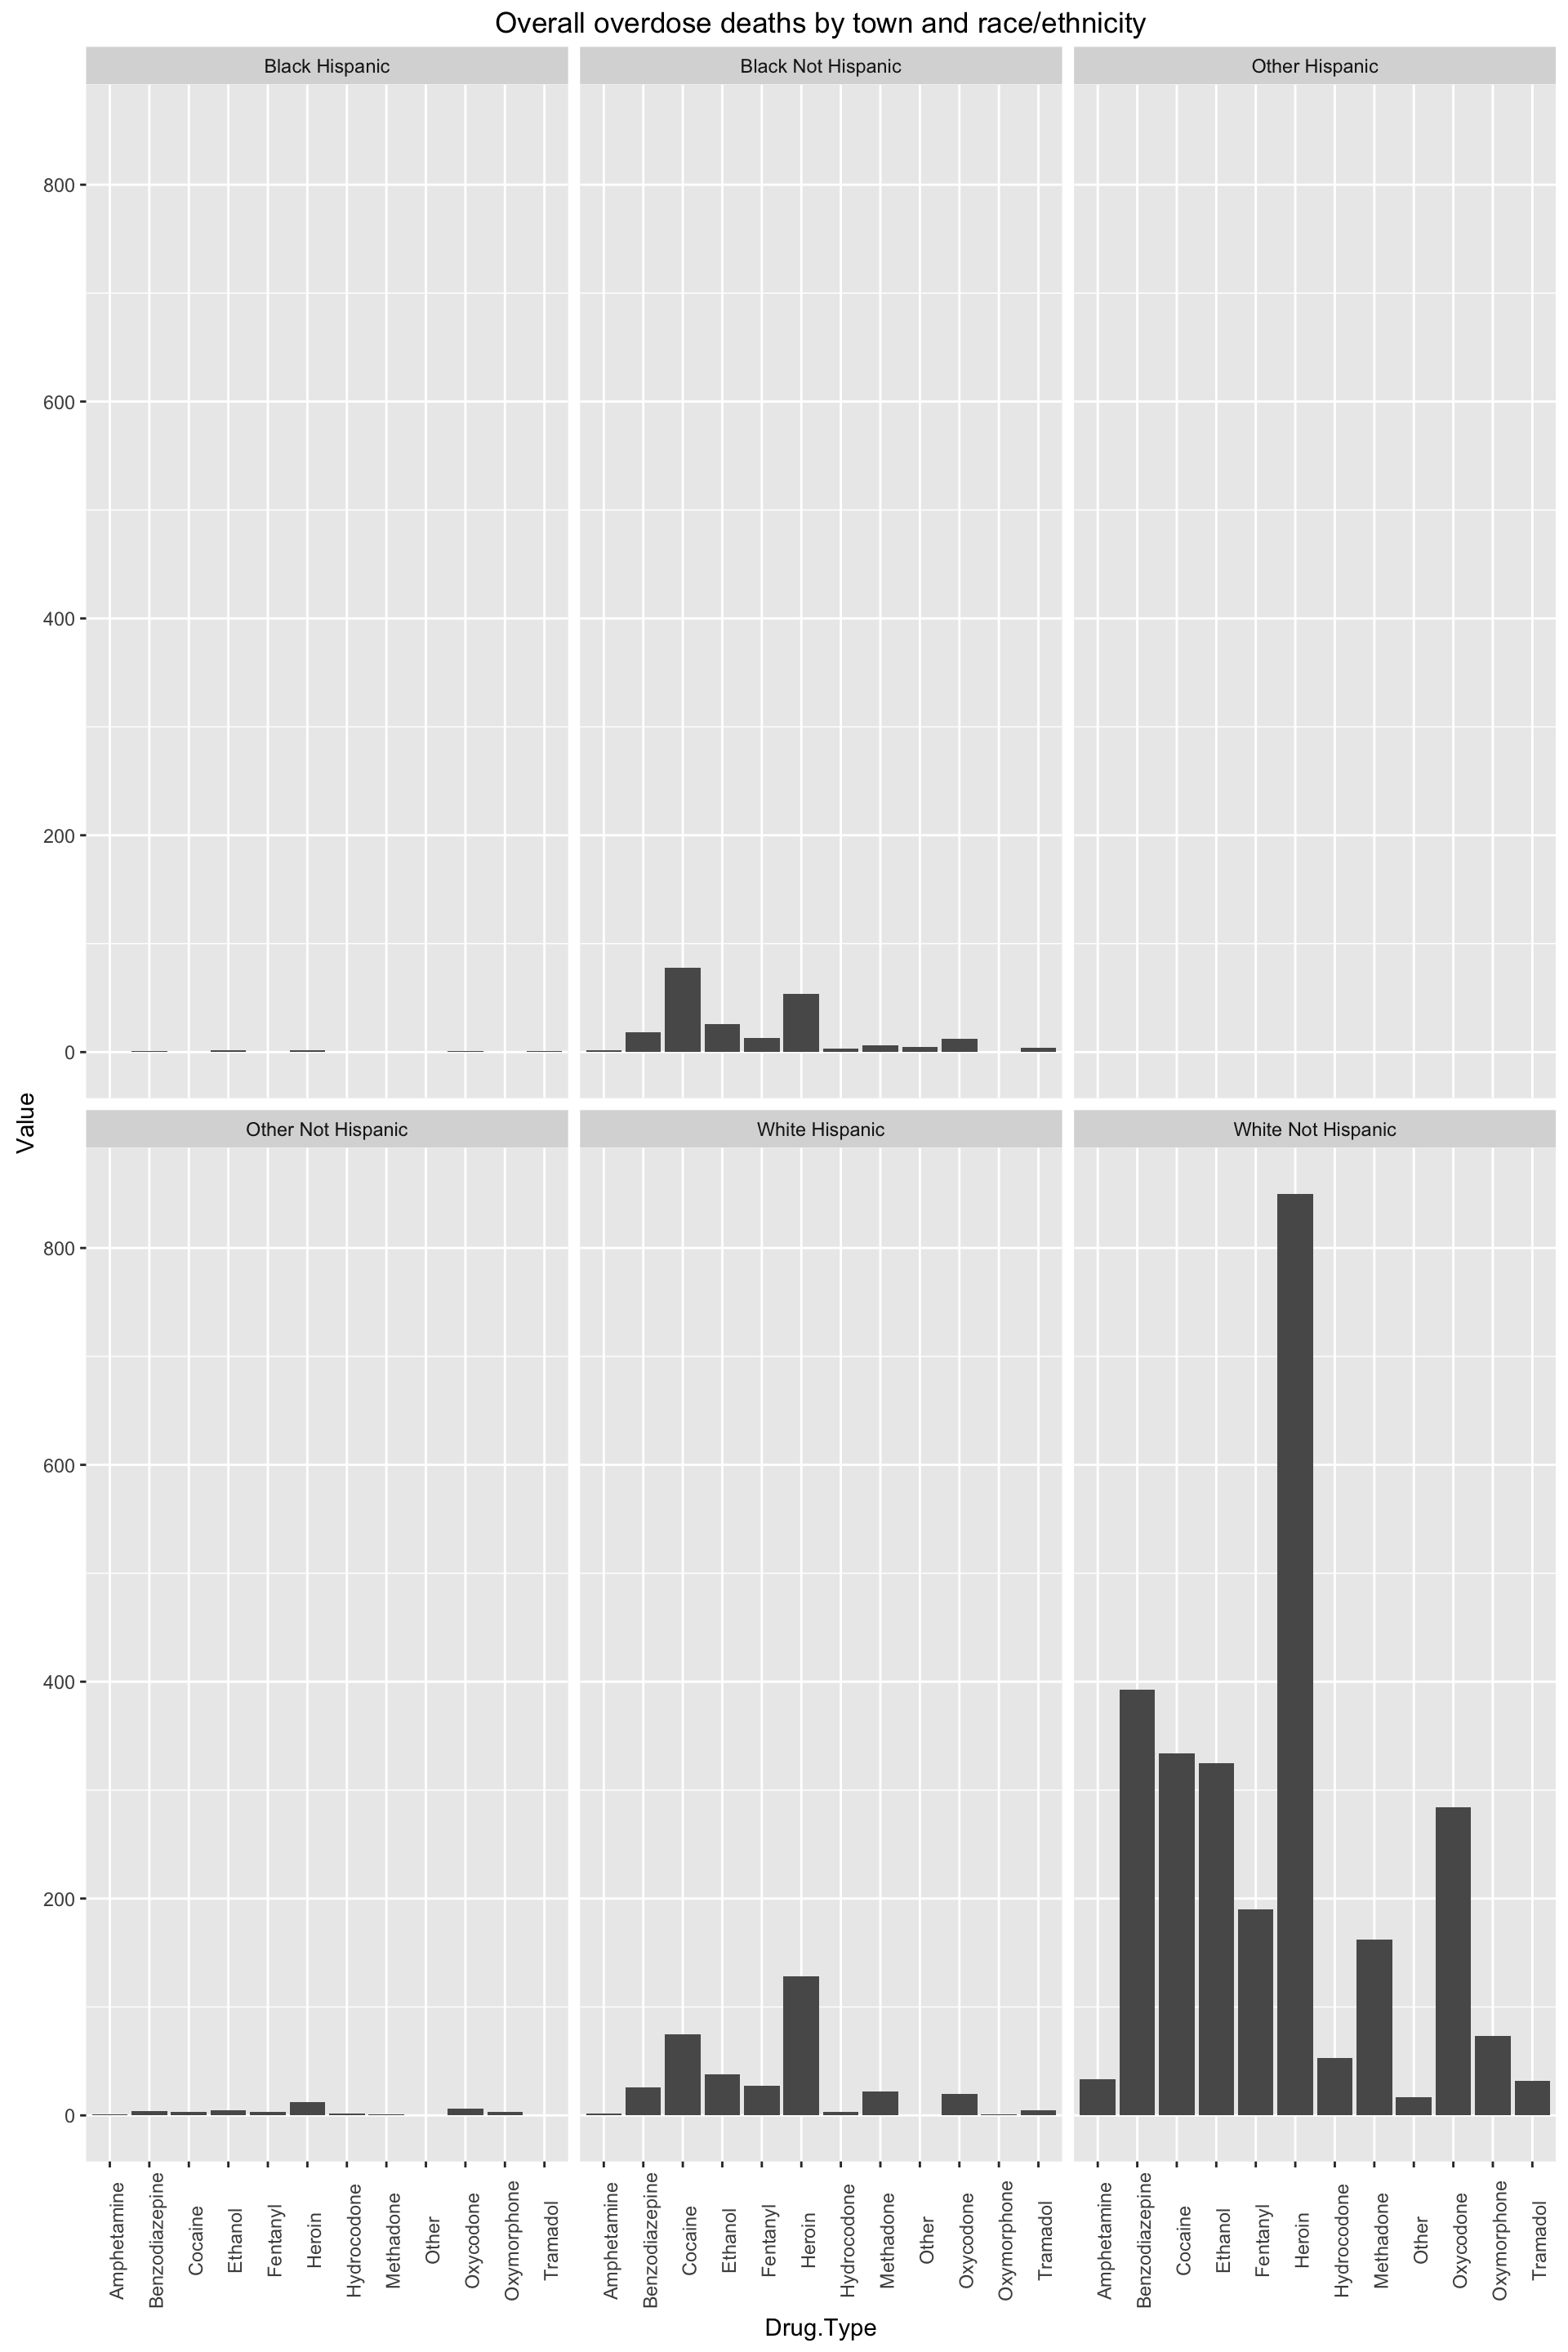 Overall overdose deaths by town and race/ethnicity
Black Hispanic
Black Not Hispanic
Other Hispanic
800
600
400
200
0
Value
Other Not Hispanic
White Hispanic
White Not Hispanic
800
600
400
200
0
Amphetamine
Benzodiazepine
Cocaine
Ethanol
Fentanyl
Heroin
Hydrocodone
Methadone
Other
Oxycodone
Oxymorphone
Tramadol
Amphetamine
Benzodiazepine
Cocaine
Ethanol
Fentanyl
Heroin
Hydrocodone
Methadone
Other
Oxycodone
Oxymorphone
Tramadol
Amphetamine
Benzodiazepine
Cocaine
Ethanol
Fentanyl
Heroin
Hydrocodone
Methadone
Other
Oxycodone
Oxymorphone
Tramadol
Drug.Type